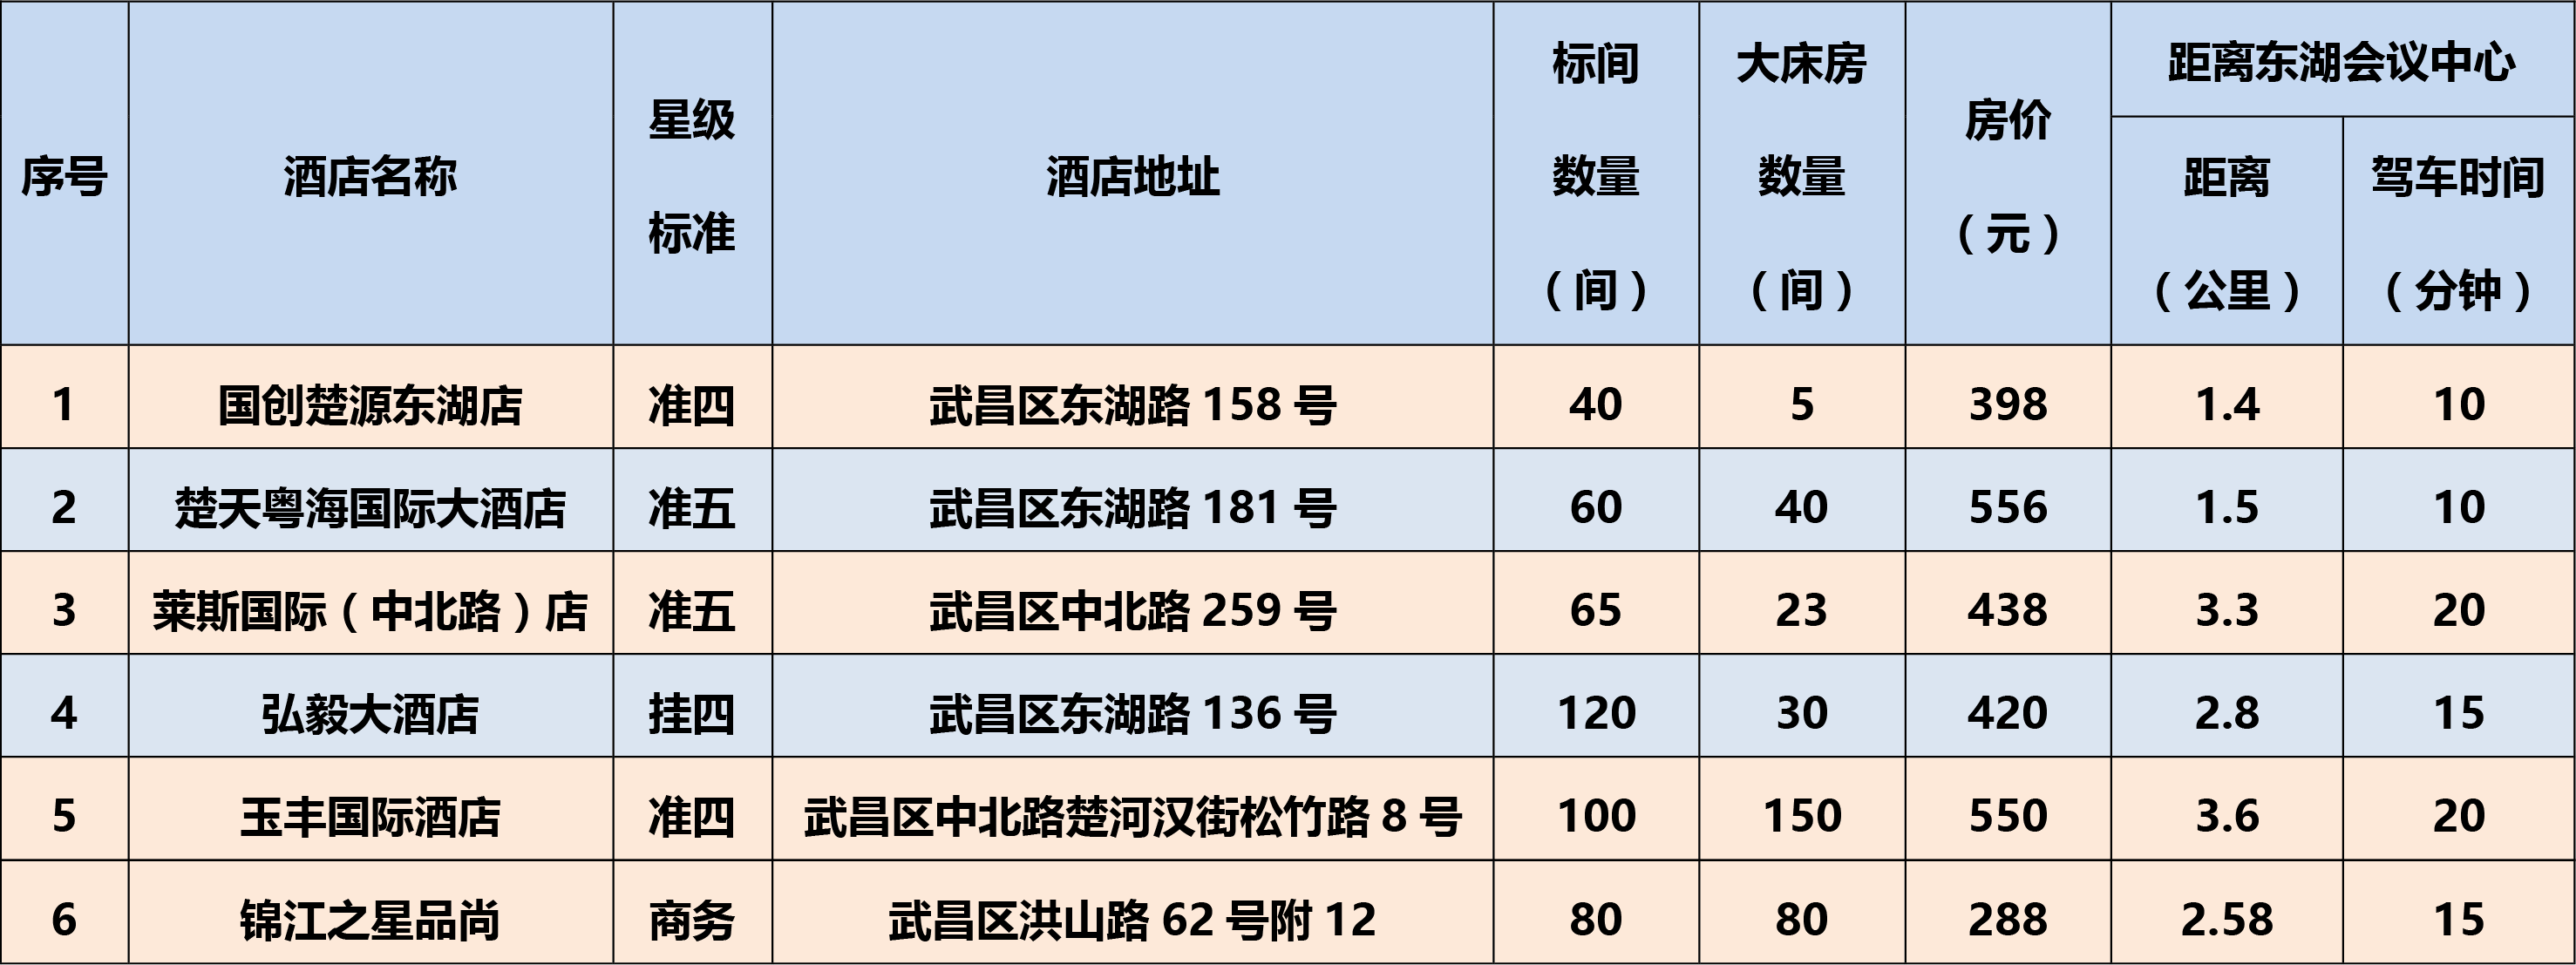 序号 酒店名称 星级标准 酒店地址 标间数量（间） 大床房数量（间） 房价（元） 距离东湖会议中心
距离（公里） 驾车时间（分钟）
1 国创楚源东湖店 准四 武昌区东湖路 158 号 40 5 398 1.4 10
2 楚天粤海国际大酒店 准五 武昌区东湖路 181 号 60 40 556 1.5 10
3 莱斯国际（中北路）店 准五 武昌区中北路 259 号 65 23 438 3.3 20
4 弘毅大酒店 挂四 武昌区东湖路 136 号 120 30 420 2.8 15
5 玉丰国际酒店 准四 武昌区中北路楚河汉街松竹路 8 号 100 150 550 3.6 20
6 锦江之星品尚 商务 武昌区洪山路 62 号附 12 80 80 288 2.58 15